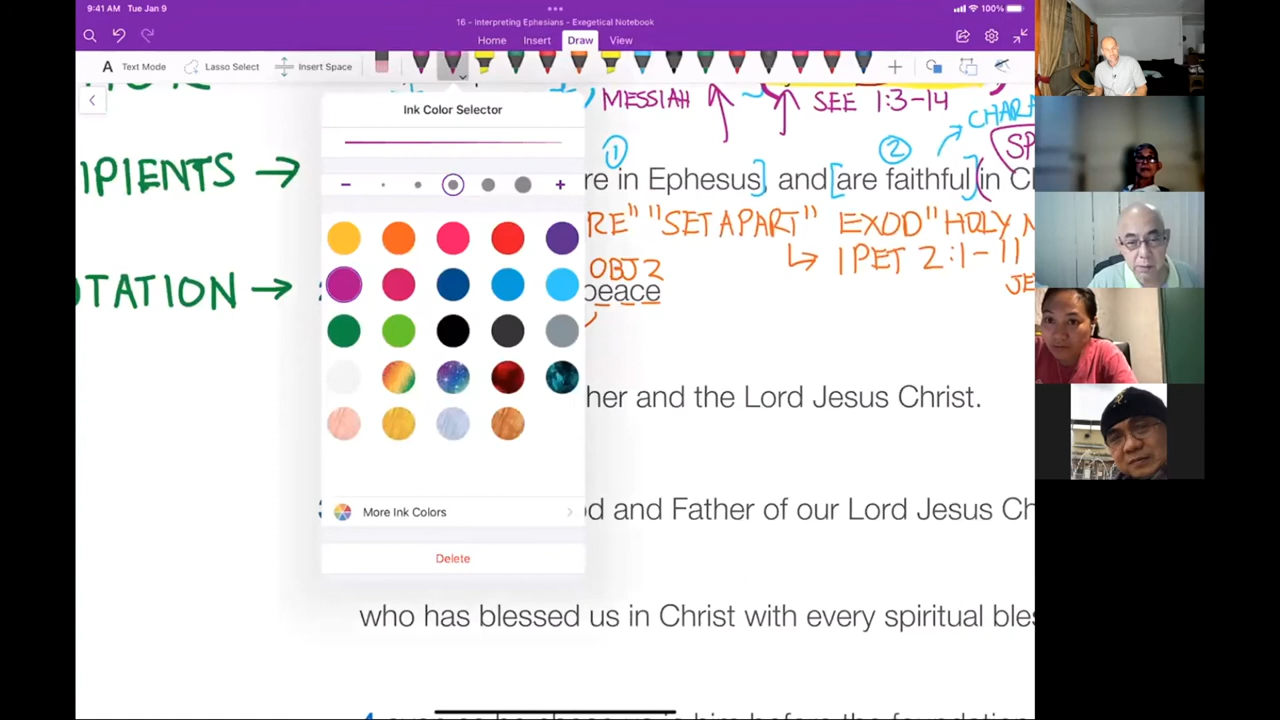 9:41 AM Tue Jan 9
100%
16 - Interpreting Ephesians - Exegetical Notebook
Home Insert Draw View
A Text Mode Lasso Select Insert Space
Ink Color Selector
MESSIAH SEE 1:3-14
① ②
IPIENTS → re in Ephesus, and are faithful in
RE" "SET APART" EXOD "HOLY
1 PET 2:1-11
OBJ 2
TATION → peace
her and the Lord Jesus Christ.
More Ink Colors
d and Father of our Lord Jesus Ch
Delete
who has blessed us in Christ with every spiritual bles